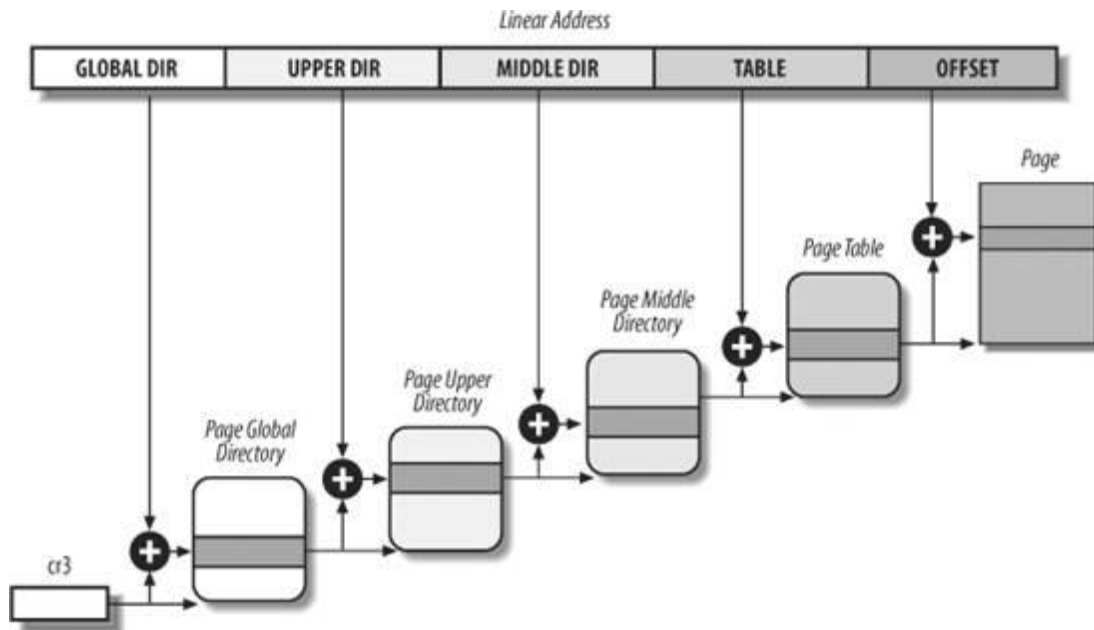 Linear Address
GLOBAL DIR
UPPER DIR
MIDDLE DIR
TABLE
OFFSET
Page
Page Table
Page Middle
Directory
Page Upper
Directory
Page Global
Directory
cr3